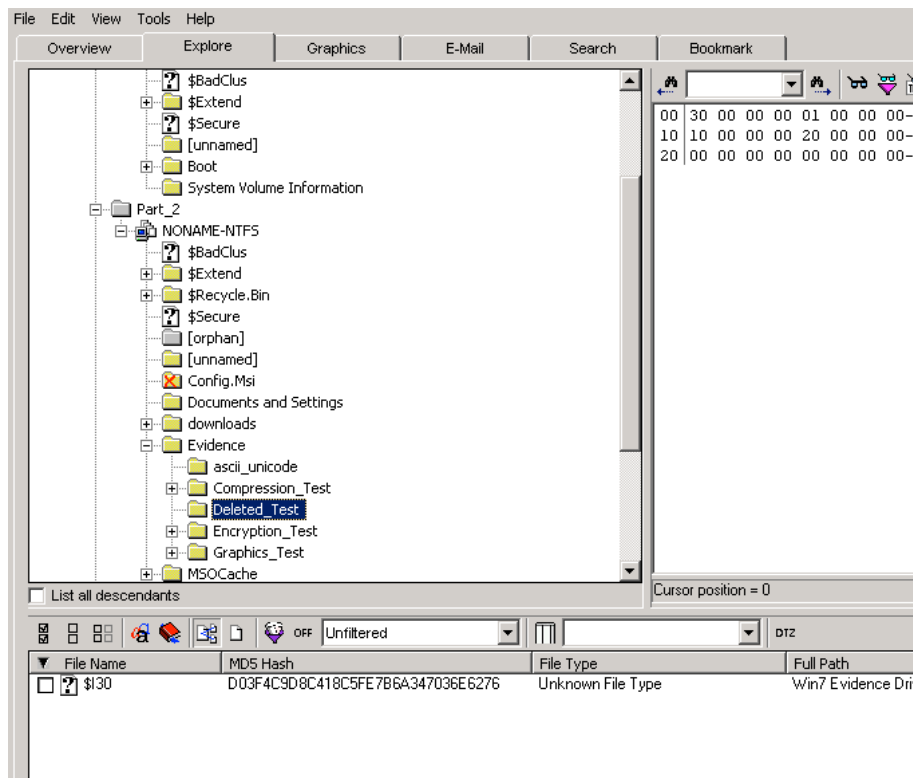 File Edit View Tools Help
Overview Explore Graphics E-Mail Search Bookmark
$BadClus
$Extend
$Secure
[unnamed]
Boot
System Volume Information
Part_2
NONAME-NTFS
$BadClus
$Extend
$Recycle.Bin
$Secure
[orphan]
[unnamed]
Config.Msi
Documents and Settings
downloads
Evidence
ascii_unicode
Compression_Test
Deleted_Test
Encryption_Test
Graphics_Test
MSOCache
List all descendants
00 30 00 00 00 01 00 00 00-
10 10 00 00 00 20 00 00 00-
20 00 00 00 00 00 00 00 00-
Cursor position = 0
OFF Unfiltered DTZ
File Name MD5 Hash File Type Full Path
$I30 D03F4C9D8C418C5FE7B6A347036E6276 Unknown File Type Win7 Evidence Dri